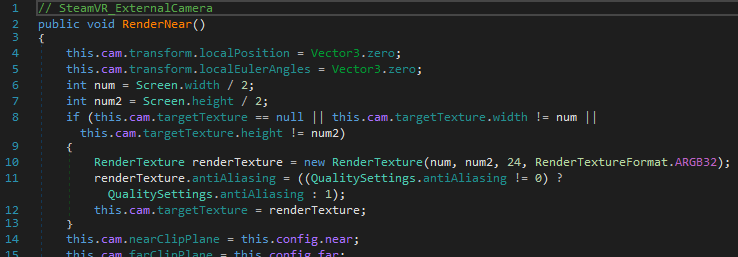 1 // SteamVR_ExternalCamera
2 public void RenderNear()
3 {
4 this.cam.transform.localPosition = Vector3.zero;
5 this.cam.transform.localEulerAngles = Vector3.zero;
6 int num = Screen.width / 2;
7 int num2 = Screen.height / 2;
8 if (this.cam.targetTexture == null || this.cam.targetTexture.width != num ||
this.cam.targetTexture.height != num2)
9 {
10 RenderTexture renderTexture = new RenderTexture(num, num2, 24, RenderTextureFormat.ARGB32);
11 renderTexture.antiAliasing = ((QualitySettings.antiAliasing != 0) ?
QualitySettings.antiAliasing : 1);
12 this.cam.targetTexture = renderTexture;
13 }
14 this.cam.nearClipPlane = this.config.near;
15 this.cam.farClipPlane = this.config.far;